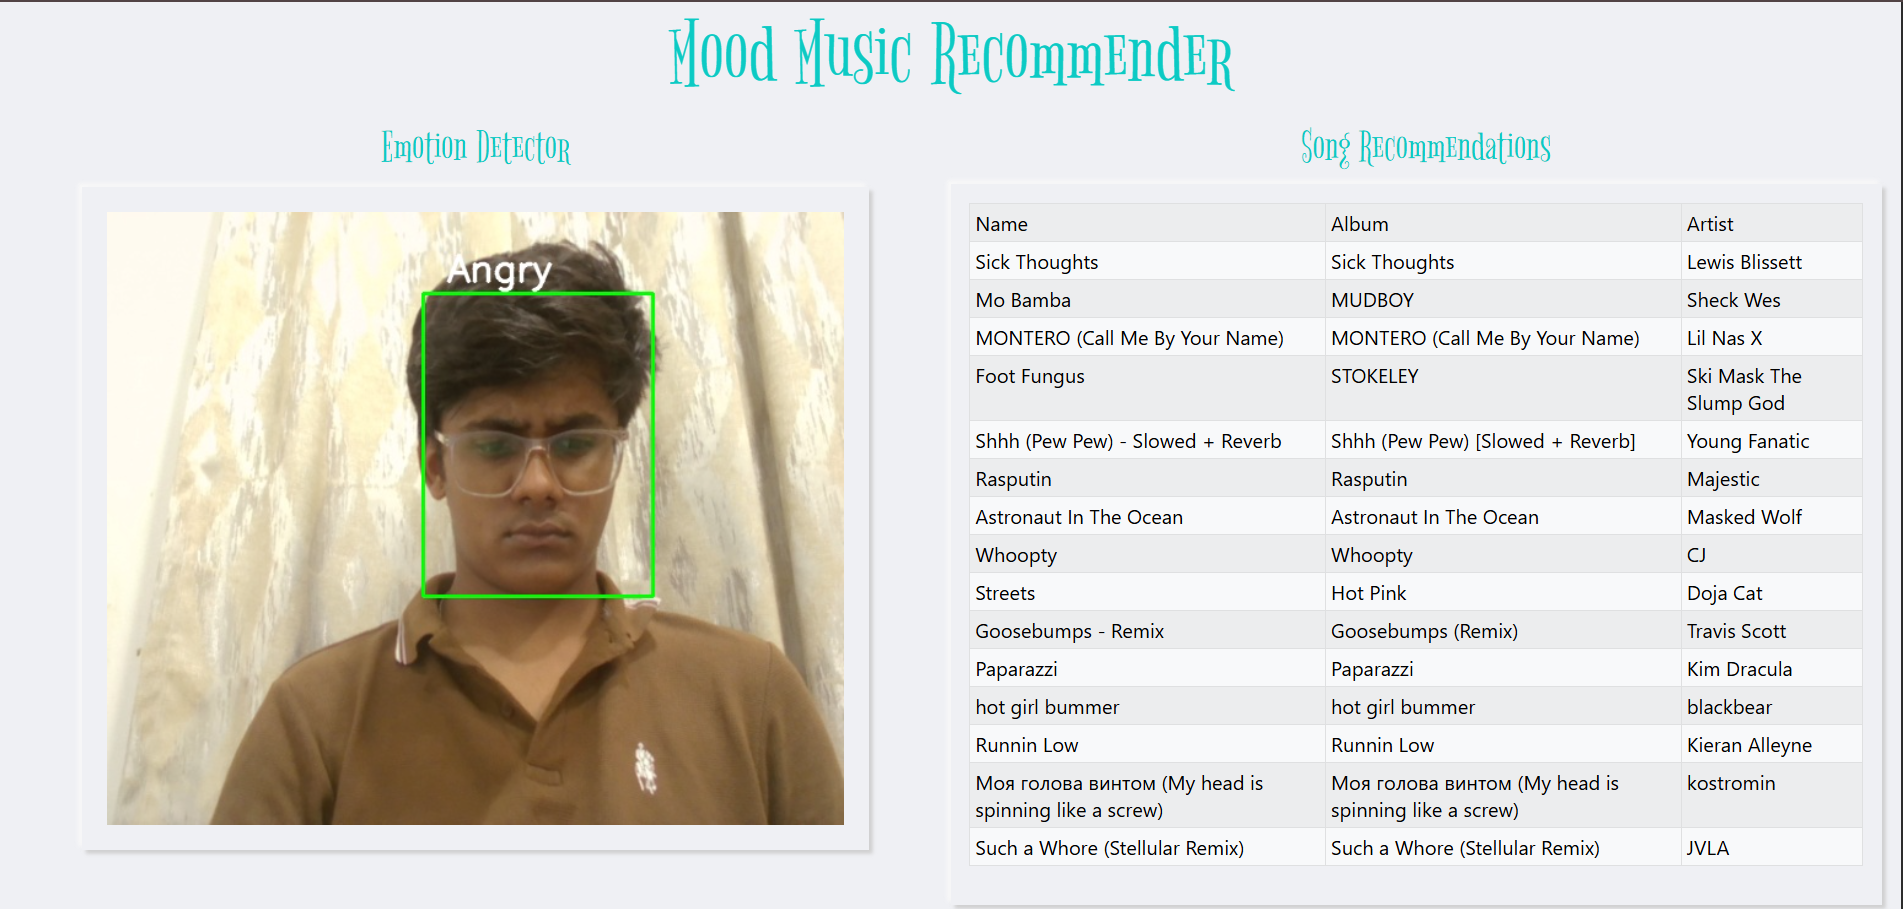 Mood Music Recommender
Emotion Detector
Angry
Song Recommendations
Name Album Artist
Sick Thoughts Sick Thoughts Lewis Blissett
Mo Bamba MUDBOY Sheck Wes
MONTERO (Call Me By Your Name) MONTERO (Call Me By Your Name) Lil Nas X
Foot Fungus STOKELEY Ski Mask The
Slump God
Shhh (Pew Pew) - Slowed + Reverb Shhh (Pew Pew) [Slowed + Reverb] Young Fanatic
Rasputin Rasputin Majestic
Astronaut In The Ocean Astronaut In The Ocean Masked Wolf
Whoopty Whoopty CJ
Streets Hot Pink Doja Cat
Goosebumps - Remix Goosebumps (Remix) Travis Scott
Paparazzi Paparazzi Kim Dracula
hot girl bummer hot girl bummer blackbear
Runnin Low Runnin Low Kieran Alleyne
Моя голова винтом (My head is Моя голова винтом (My head is kostromin
spinning like a screw) spinning like a screw)
Such a Whore (Stellular Remix) Such a Whore (Stellular Remix) JVLA